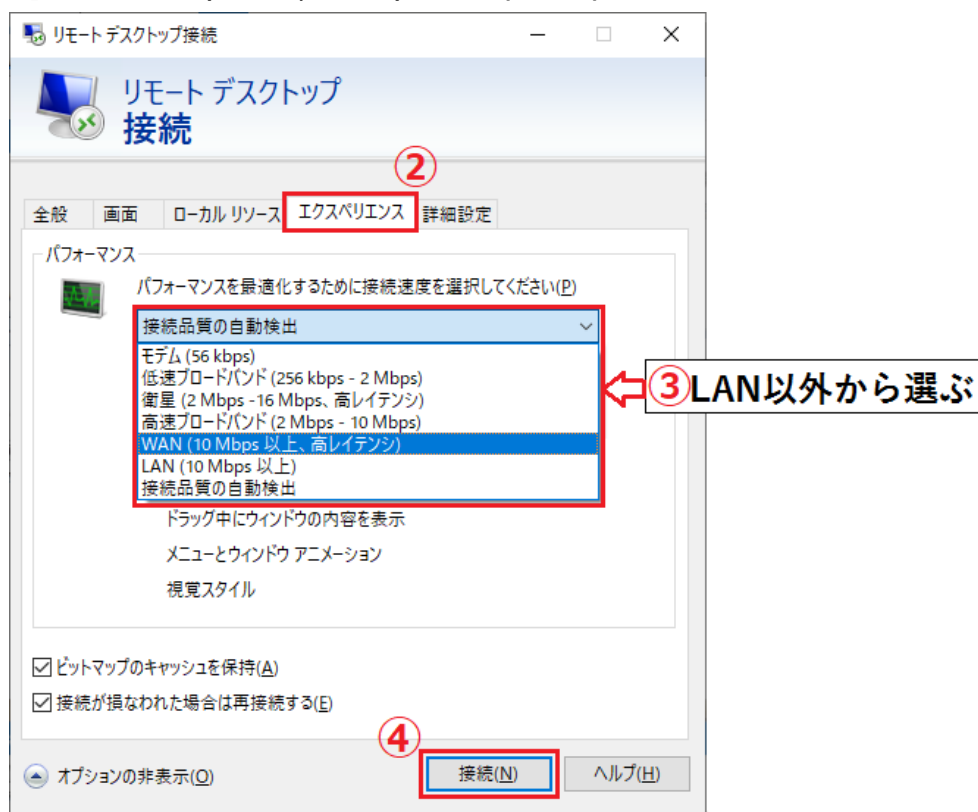 リモート デスクトップ接続
リモート デスクトップ
接続
②
全般 画面 ローカル リソース エクスペリエンス 詳細設定
パフォーマンス
パフォーマンスを最適化するために接続速度を選択してください(P)
接続品質の自動検出
モデム (56 kbps)
低速ブロードバンド (256 kbps - 2 Mbps)
衛星 (2 Mbps -16 Mbps、高レイテンシ)
高速ブロードバンド (2 Mbps - 10 Mbps)
WAN (10 Mbps 以上、高レイテンシ)
LAN (10 Mbps 以上)
接続品質の自動検出
③LAN以外から選ぶ
ドラッグ中にウィンドウの内容を表示
メニューとウィンドウ アニメーション
視覚スタイル
ビットマップのキャッシュを保持(A)
接続が損なわれた場合は再接続する(E)
④
オプションの非表示(O) 接続(N) ヘルプ(H)